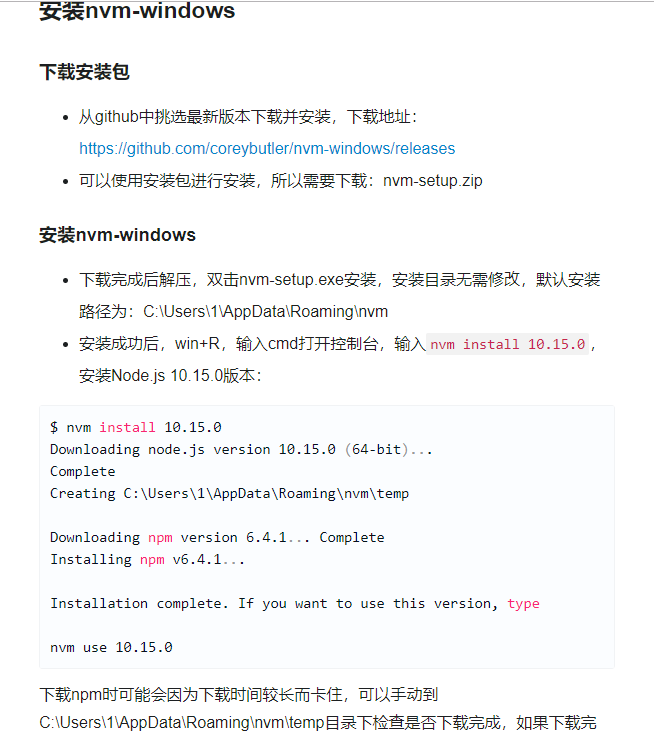 安装nvm-windows
下载安装包
• 从github中挑选最新版本下载并安装，下载地址：
https://github.com/coreybutler/nvm-windows/releases
• 可以使用安装包进行安装，所以需要下载：nvm-setup.zip
安装nvm-windows
• 下载完成后解压，双击nvm-setup.exe安装，安装目录无需修改，默认安装
路径为：C:\Users\1\AppData\Roaming\nvm
• 安装成功后，win+R，输入cmd打开控制台，输入 nvm install 10.15.0 ，
安装Node.js 10.15.0版本：
$ nvm install 10.15.0
Downloading node.js version 10.15.0 (64-bit)...
Complete
Creating C:\Users\1\AppData\Roaming\nvm\temp
Downloading npm version 6.4.1... Complete
Installing npm v6.4.1...
Installation complete. If you want to use this version, type
nvm use 10.15.0
下载npm时可能会因为下载时间较长而卡住，可以手动到
C:\Users\1\AppData\Roaming\nvm\temp目录下检查是否下载完成，如果下载完